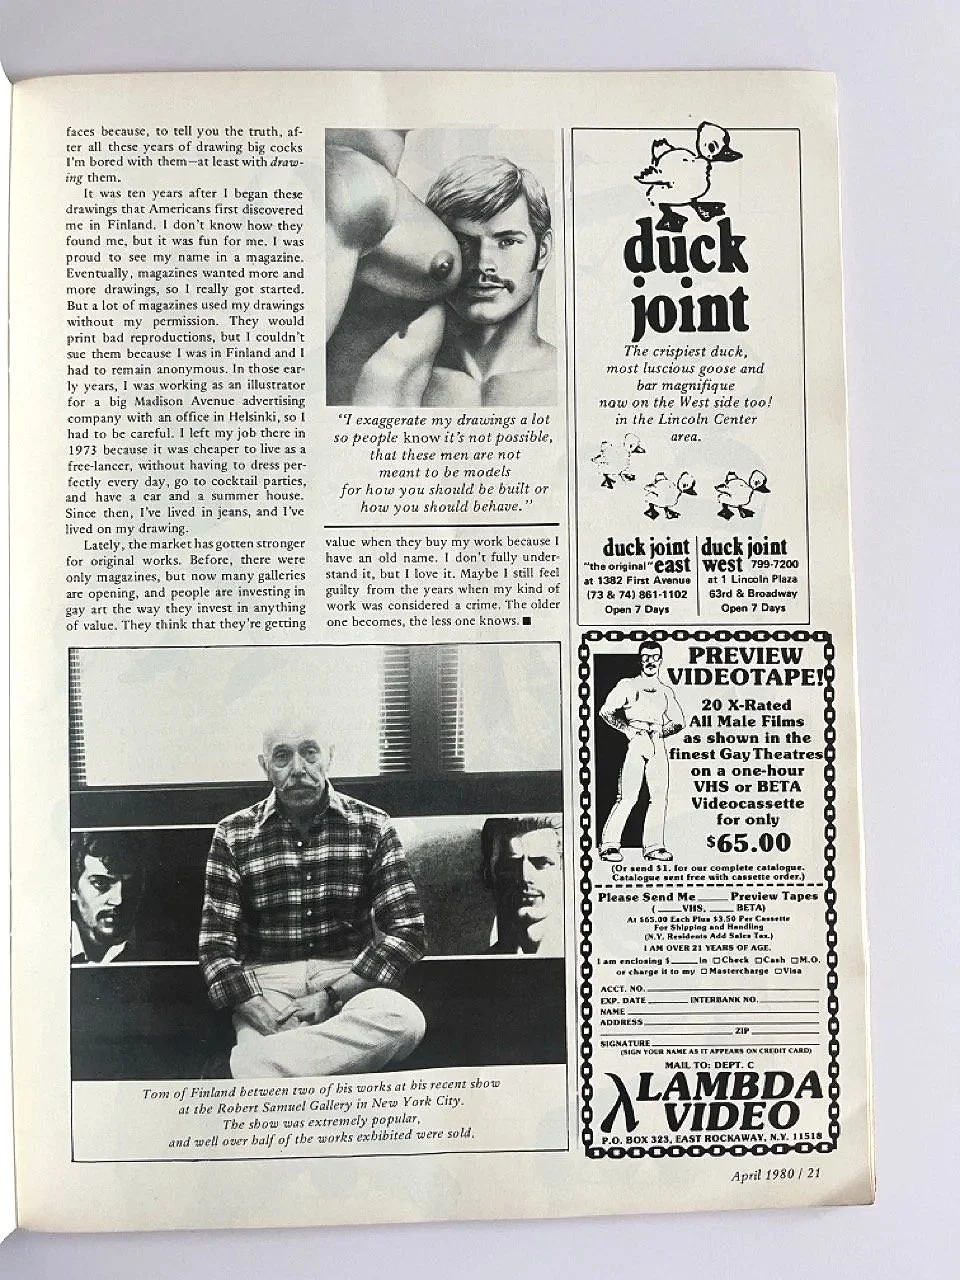 faces because, to tell you the truth, af-
ter all these years of drawing big cocks
I'm bored with them—at least with draw-
ing them.
It was ten years after I began these
drawings that Americans first discovered
me in Finland. I don't know how they
found me, but it was fun for me. I was
proud to see my name in a magazine.
Eventually, magazines wanted more and
more drawings, so I really got started.
But a lot of magazines used my drawings
without my permission. They would
print bad reproductions, but I couldn't
sue them because I was in Finland and I
had to remain anonymous. In those ear-
ly years, I was working as an illustrator
for a big Madison Avenue advertising
company with an office in Helsinki, so I
had to be careful. I left my job there in
1973 because it was cheaper to live as a
free-lancer, without having to dress per-
fectly every day, go to cocktail parties,
and have a car and a summer house.
Since then, I've lived in jeans, and I've
lived on my drawing.
Lately, the market has gotten stronger
for original works. Before, there were
only magazines, but now many galleries
are opening, and people are investing in
gay art the way they invest in anything
of value. They think that they're getting
"I exaggerate my drawings a lot
so people know it's not possible,
that these men are not
meant to be models
for how you should be built or
how you should behave."
value when they buy my work because I
have an old name. I don't fully under-
stand it, but I love it. Maybe I still feel
guilty from the years when my kind of
work was considered a crime. The older
one becomes, the less one knows. ■
Tom of Finland between two of his works at his recent show
at the Robert Samuel Gallery in New York City.
The show was extremely popular,
and well over half of the works exhibited were sold.
duck
joint
The crispiest duck,
most luscious goose and
bar magnifique
now on the West side too!
in the Lincoln Center
area.
duck joint
"the original" east
at 1382 First Avenue
(73 & 74) 861-1102
Open 7 Days
duck joint
west 799-7200
at 1 Lincoln Plaza
63rd & Broadway
Open 7 Days
PREVIEW
VIDEOTAPE!
20 X-Rated
All Male Films
as shown in the
finest Gay Theatres
on a one-hour
VHS or BETA
Videocassette
for only
$65.00
(Or send $1. for our complete catalogue.
Catalogue sent free with cassette order.)
Please Send Me ____ Preview Tapes
(____VHS, ____ BETA)
At $65.00 Each Plus $3.50 Per Cassette
For Shipping and Handling
(N.Y. Residents Add Sales Tax.)
I AM OVER 21 YEARS OF AGE.
I am enclosing $____ in □ Check □ Cash □ M.O.
or charge it to my □ Mastercharge □ Visa
ACCT. NO.
EXP. DATE ____ INTERBANK NO.
NAME
ADDRESS
ZIP
SIGNATURE
(SIGN YOUR NAME AS IT APPEARS ON CREDIT CARD)
MAIL TO: DEPT. C
λ LAMBDA
VIDEO
P.O. BOX 323, EAST ROCKAWAY, N.Y. 11518
April 1980 / 21